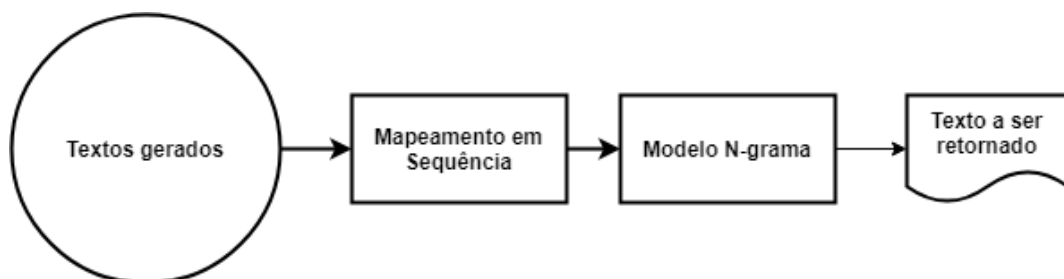 Textos gerados
Mapeamento em
Sequência
Modelo N-grama
Texto a ser
retornado